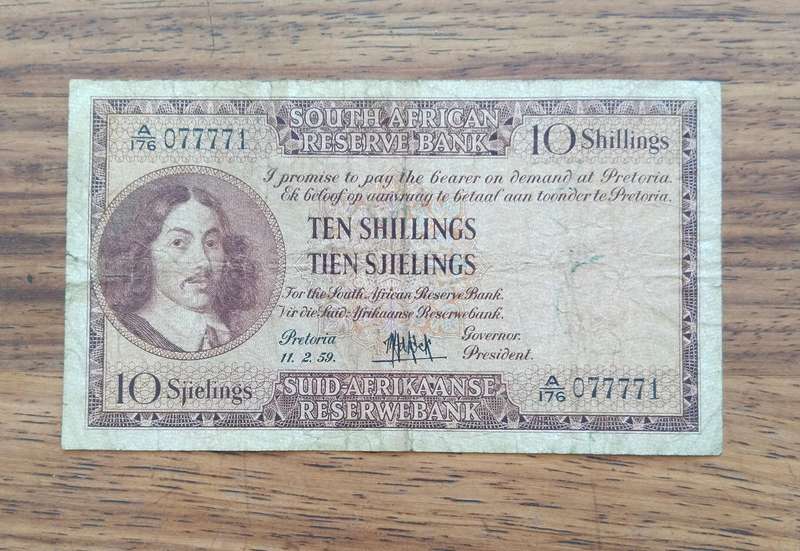 SOUTH AFRICAN
RESERVE BANK
A/176 077771
10 Shillings
I promise to pay the bearer on demand at Pretoria.
Ek beloof op aanvraag te betaal aan toonder te Pretoria.
TEN SHILLINGS
TIEN SJIELINGS
For the South African Reserve Bank.
Vir die Suid-Afrikaanse Reserwebank.
Pretoria
11. 2. 59.
Governor.
President.
10 Sjielings
SUID-AFRIKAANSE
RESERWEBANK
A/176 077771